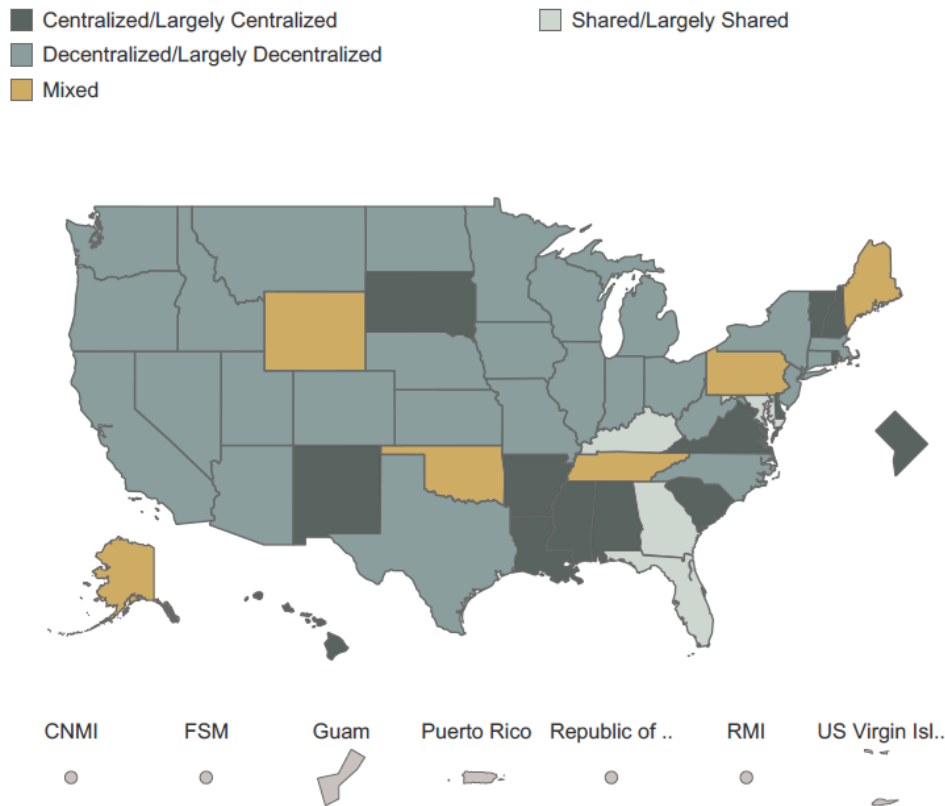 Centralized/Largely Centralized
Shared/Largely Shared
Decentralized/Largely Decentralized
Mixed
CNMI
FSM
Guam
Puerto Rico
Republic of ..
RMI
US Virgin Isl..